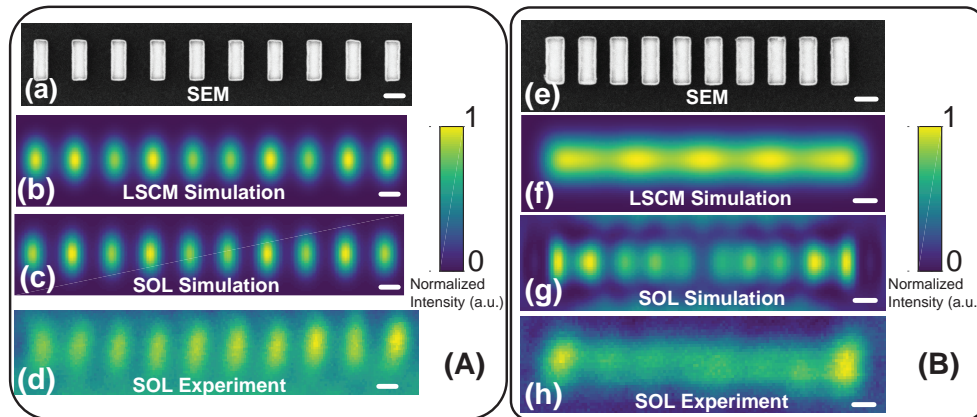 (a)
SEM
(b)
LSCM Simulation
(c)
SOL Simulation
(d)
SOL Experiment
1
0
Normalized
Intensity (a.u.)
(A)
(e)
SEM
(f)
LSCM Simulation
(g)
SOL Simulation
(h)
SOL Experiment
1
0
Normalized
Intensity (a.u.)
(B)